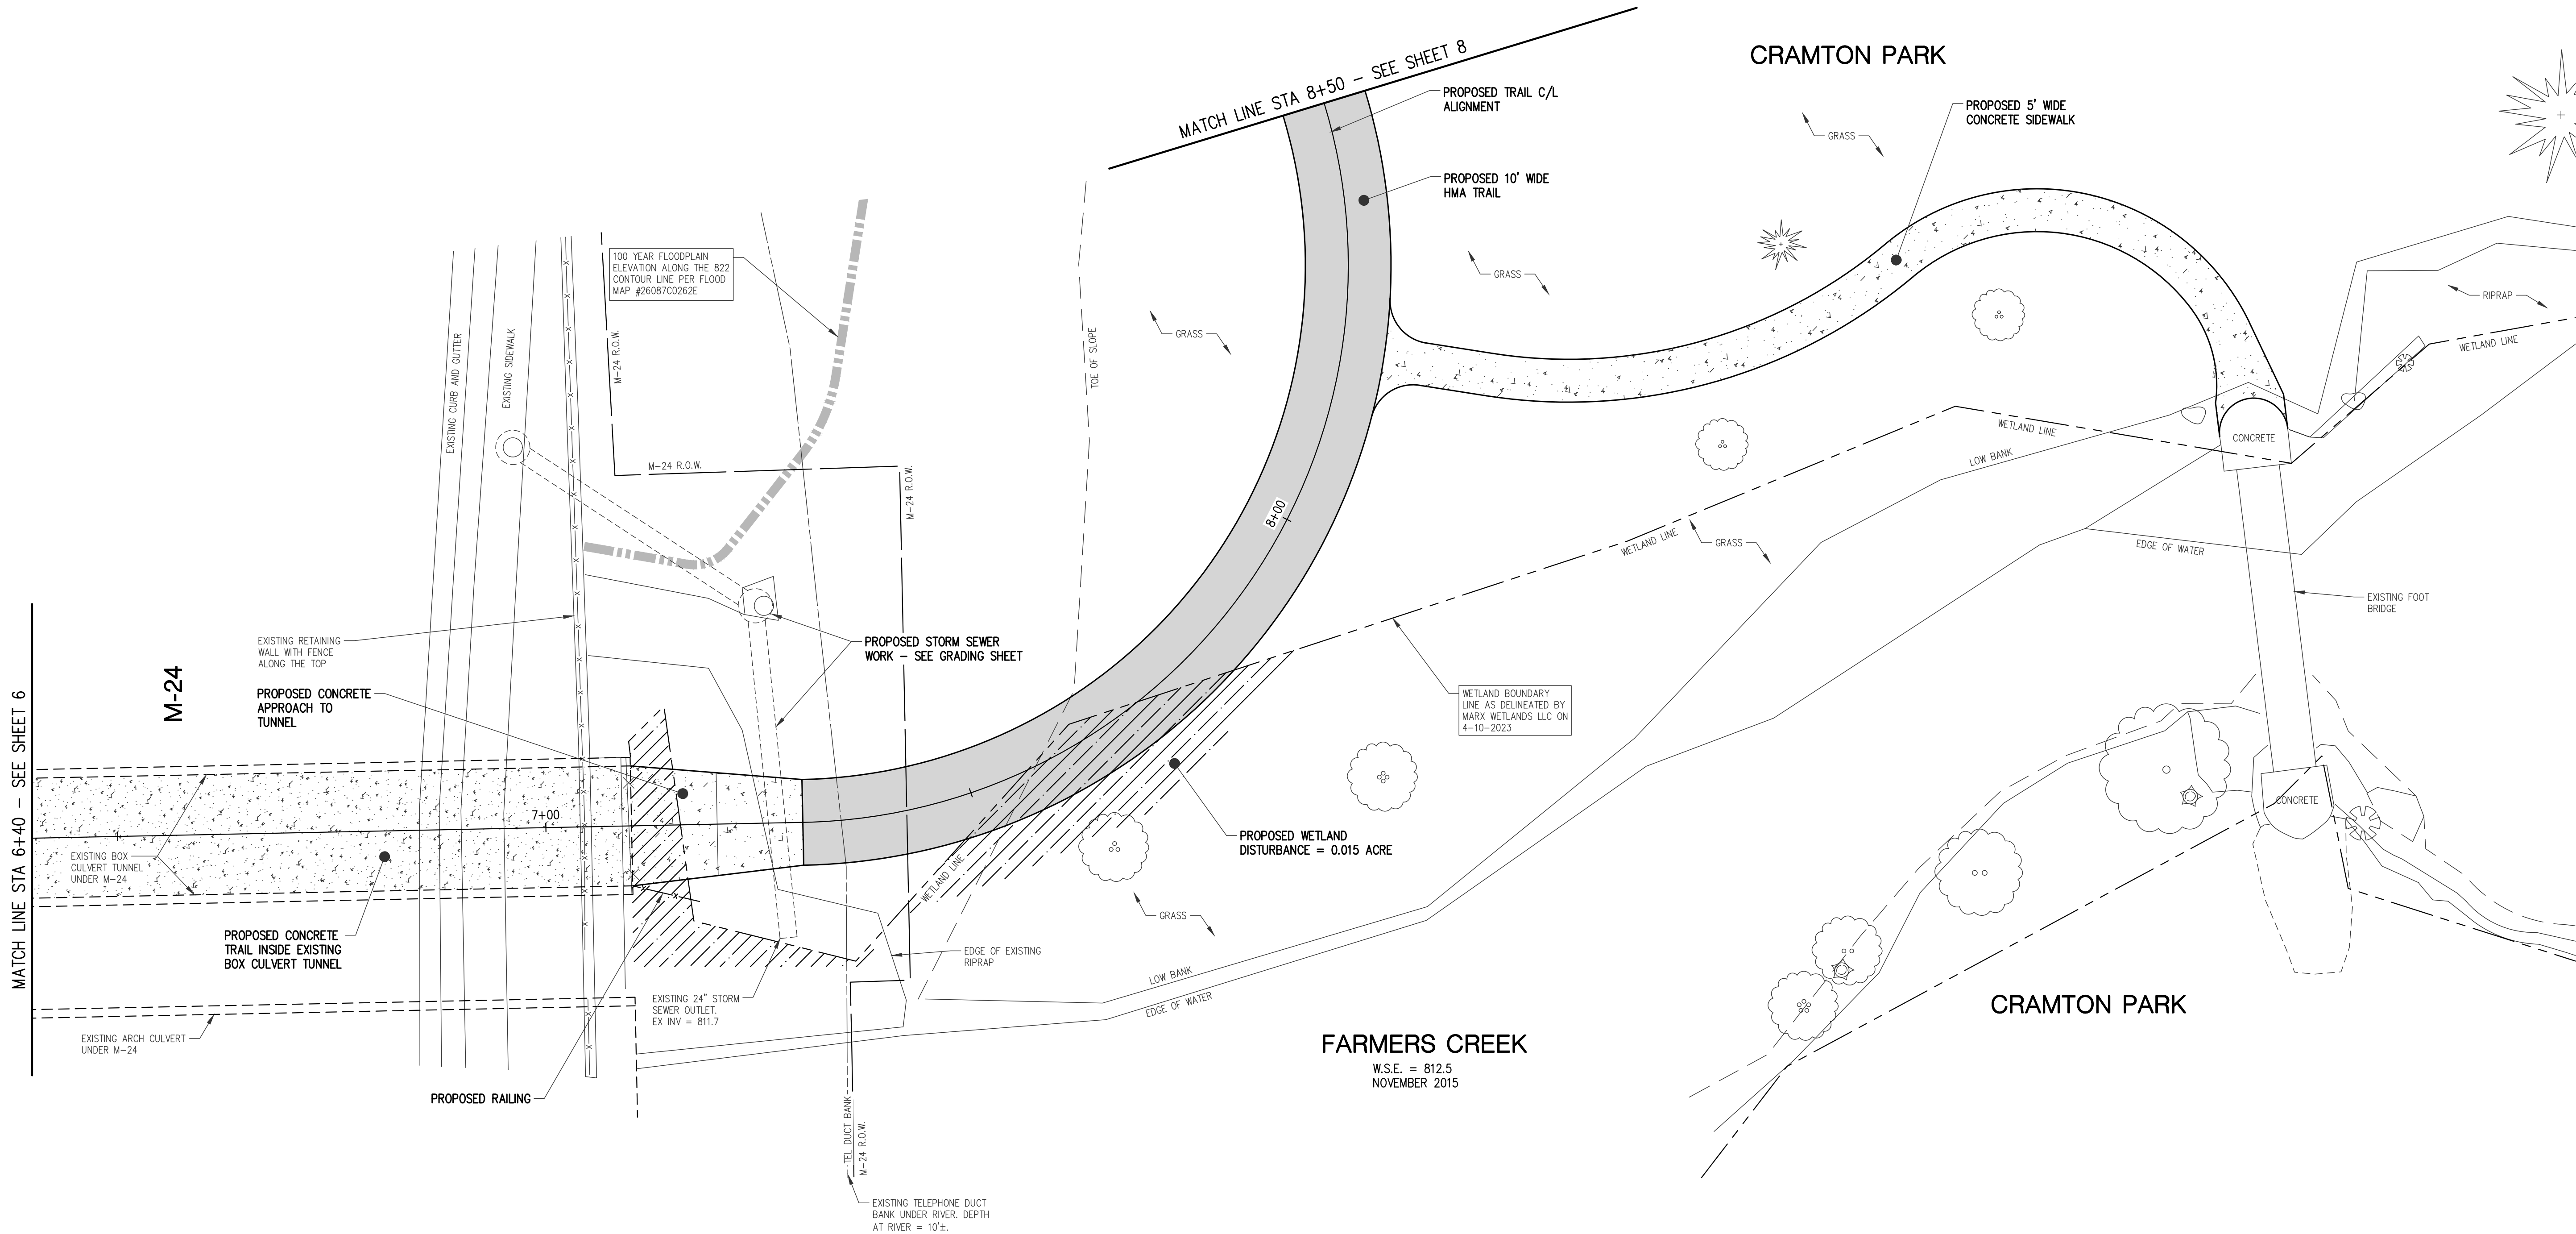 CRAMTON PARK
MATCH LINE STA 8+50 - SEE SHEET 8
PROPOSED TRAIL C/L
ALIGNMENT
PROPOSED 5' WIDE
CONCRETE SIDEWALK
GRASS
PROPOSED 10' WIDE
HMA TRAIL
GRASS
100 YEAR FLOODPLAIN
ELEVATION ALONG THE 822
CONTOUR LINE PER FLOOD
MAP #26087C0262E
RIPRAP
GRASS
WETLAND LINE
EXISTING CURB AND GUTTER
EXISTING SIDEWALK
M-24 R.O.W.
TOE OF SLOPE
M-24 R.O.W.
M-24 R.O.W.
WETLAND LINE
CONCRETE
LOW BANK
8+00
WETLAND LINE
GRASS
EDGE OF WATER
EXISTING FOOT
BRIDGE
EXISTING RETAINING
WALL WITH FENCE
ALONG THE TOP
PROPOSED STORM SEWER
WORK - SEE GRADING SHEET
M-24
PROPOSED CONCRETE
APPROACH TO
TUNNEL
WETLAND BOUNDARY
LINE AS DELINEATED BY
MARX WETLANDS LLC ON
4-10-2023
MATCH LINE STA 6+40 - SEE SHEET 6
7+00
CONCRETE
PROPOSED WETLAND
DISTURBANCE = 0.015 ACRE
EXISTING BOX
CULVERT TUNNEL
UNDER M-24
WETLAND LINE
GRASS
PROPOSED CONCRETE
TRAIL INSIDE EXISTING
BOX CULVERT TUNNEL
EDGE OF EXISTING
RIPRAP
LOW BANK
EDGE OF WATER
EXISTING 24" STORM
SEWER OUTLET.
EX INV = 811.7
CRAMTON PARK
EXISTING ARCH CULVERT
UNDER M-24
FARMERS CREEK
W.S.E. = 812.5
NOVEMBER 2015
PROPOSED RAILING
TEL DUCT BANK
M-24 R.O.W.
EXISTING TELEPHONE DUCT
BANK UNDER RIVER. DEPTH
AT RIVER = 10'±.